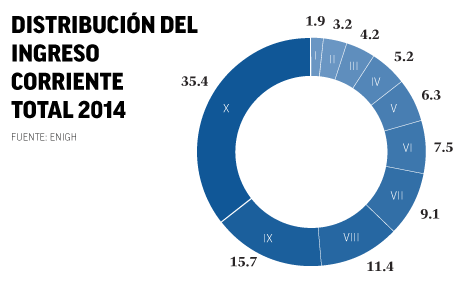 DISTRIBUCIÓN DEL
INGRESO
CORRIENTE
TOTAL 2014
FUENTE: ENIGH
1.9
3.2
4.2
5.2
6.3
7.5
9.1
11.4
15.7
35.4
I
II
III
IV
V
VI
VII
VIII
IX
X